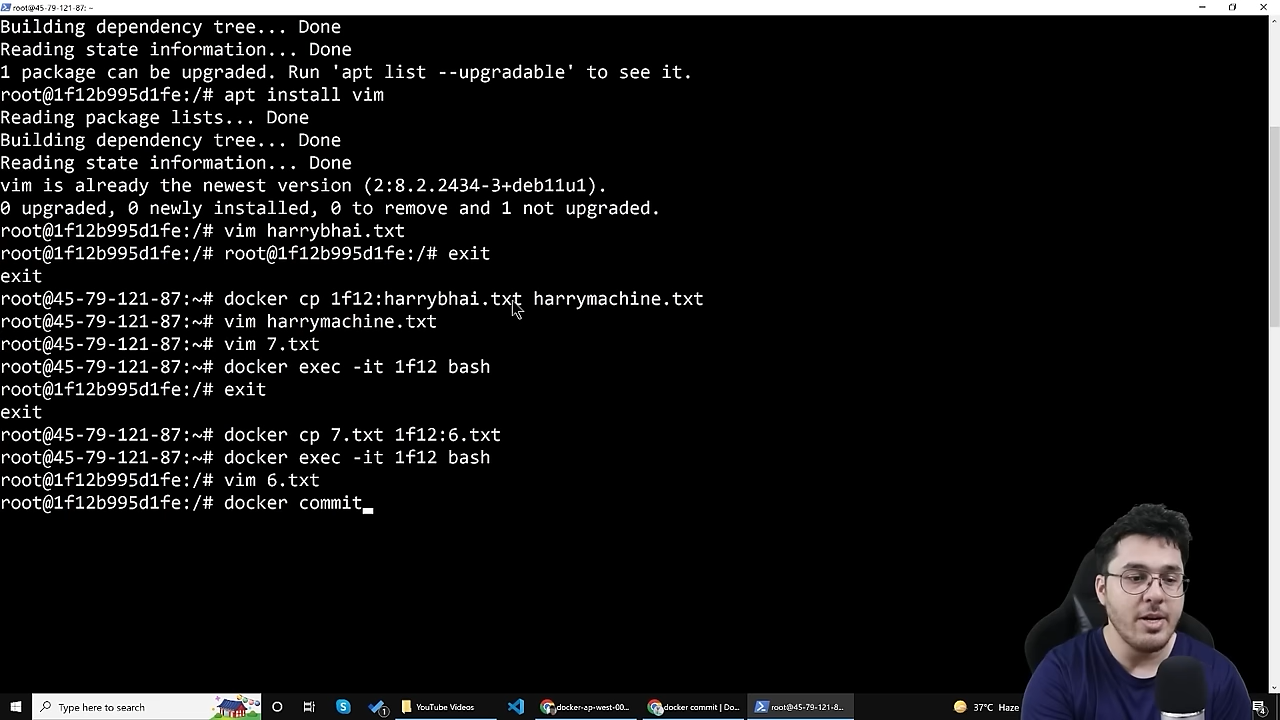 root@45-79-121-87: ~
Building dependency tree... Done
Reading state information... Done
1 package can be upgraded. Run 'apt list --upgradable' to see it.
root@1f12b995d1fe:/# apt install vim
Reading package lists... Done
Building dependency tree... Done
Reading state information... Done
vim is already the newest version (2:8.2.2434-3+deb11u1).
0 upgraded, 0 newly installed, 0 to remove and 1 not upgraded.
root@1f12b995d1fe:/# vim harrybhai.txt
root@1f12b995d1fe:/# root@1f12b995d1fe:/# exit
exit
root@45-79-121-87:~# docker cp 1f12:harrybhai.txt harrymachine.txt
root@45-79-121-87:~# vim harrymachine.txt
root@45-79-121-87:~# vim 7.txt
root@45-79-121-87:~# docker exec -it 1f12 bash
root@1f12b995d1fe:/# exit
exit
root@45-79-121-87:~# docker cp 7.txt 1f12:6.txt
root@45-79-121-87:~# docker exec -it 1f12 bash
root@1f12b995d1fe:/# vim 6.txt
root@1f12b995d1fe:/# docker commit
Type here to search
YouTube Videos
docker-ap-west-00...
docker commit | Do...
root@45-79-121-8...
37°C Haze